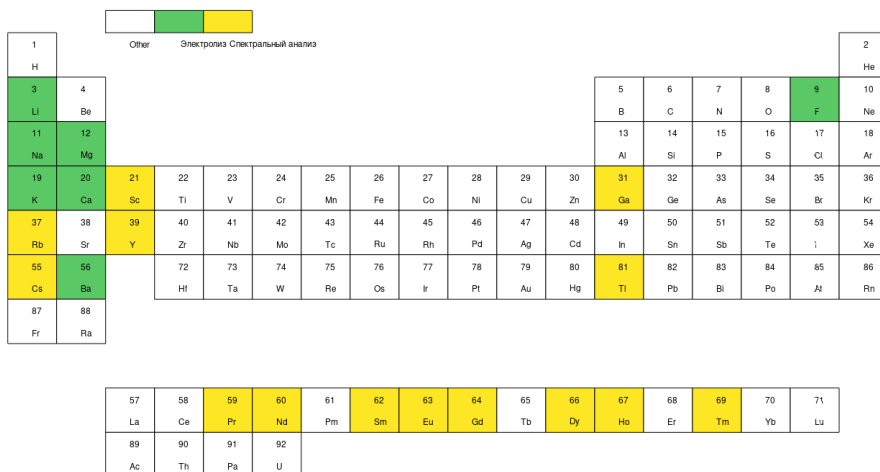 Other Электролиз Спектральный анализ
1 2
H He
3 4 5 6 7 8 9 10
Li Be B C N O F Ne
11 12 13 14 15 16 17 18
Na Mg Al Si P S Cl Ar
19 20 21 22 23 24 25 26 27 28 29 30 31 32 33 34 35 36
K Ca Sc Ti V Cr Mn Fe Co Ni Cu Zn Ga Ge As Se Br Kr
37 38 39 40 41 42 43 44 45 46 47 48 49 50 51 52 53 54
Rb Sr Y Zr Nb Mo Tc Ru Rh Pd Ag Cd In Sn Sb Te I Xe
55 56 72 73 74 75 76 77 78 79 80 81 82 83 84 85 86
Cs Ba Hf Ta W Re Os Ir Pt Au Hg Tl Pb Bi Po At Rn
87 88
Fr Ra
57 58 59 60 61 62 63 64 65 66 67 68 69 70 71
La Ce Pr Nd Pm Sm Eu Gd Tb Dy Ho Er Tm Yb Lu
89 90 91 92
Ac Th Pa U